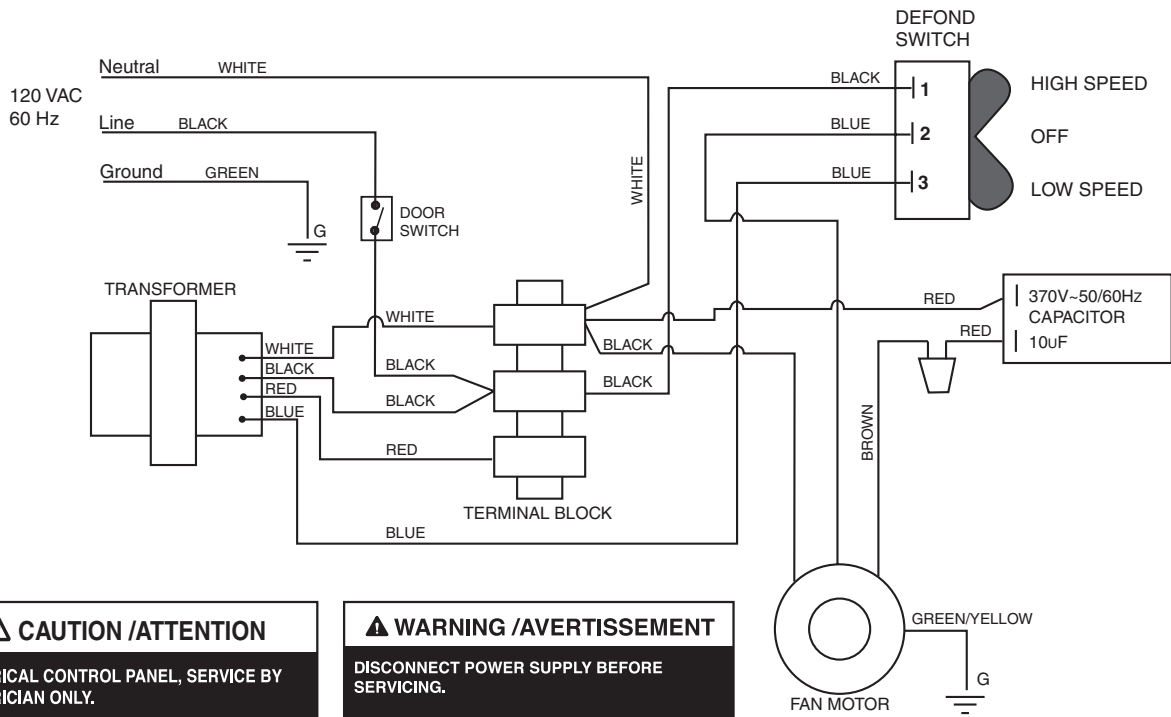 DEFOND
SWITCH
Neutral WHITE
120 VAC
60 Hz
Line BLACK
Ground GREEN
G
DOOR
SWITCH
WHITE
BLACK 1 HIGH SPEED
BLUE 2 OFF
BLUE 3 LOW SPEED
TRANSFORMER
WHITE
BLACK
RED
BLUE
WHITE
BLACK
BLACK
RED
BLUE
BLACK
BLACK
TERMINAL BLOCK
RED
RED
370V~50/60Hz
CAPACITOR
10uF
BROWN
GREEN/YELLOW
G
FAN MOTOR
CAUTION /ATTENTION
RICAL CONTROL PANEL, SERVICE BY
RICIAN ONLY.
WARNING /AVERTISSEMENT
DISCONNECT POWER SUPPLY BEFORE
SERVICING.